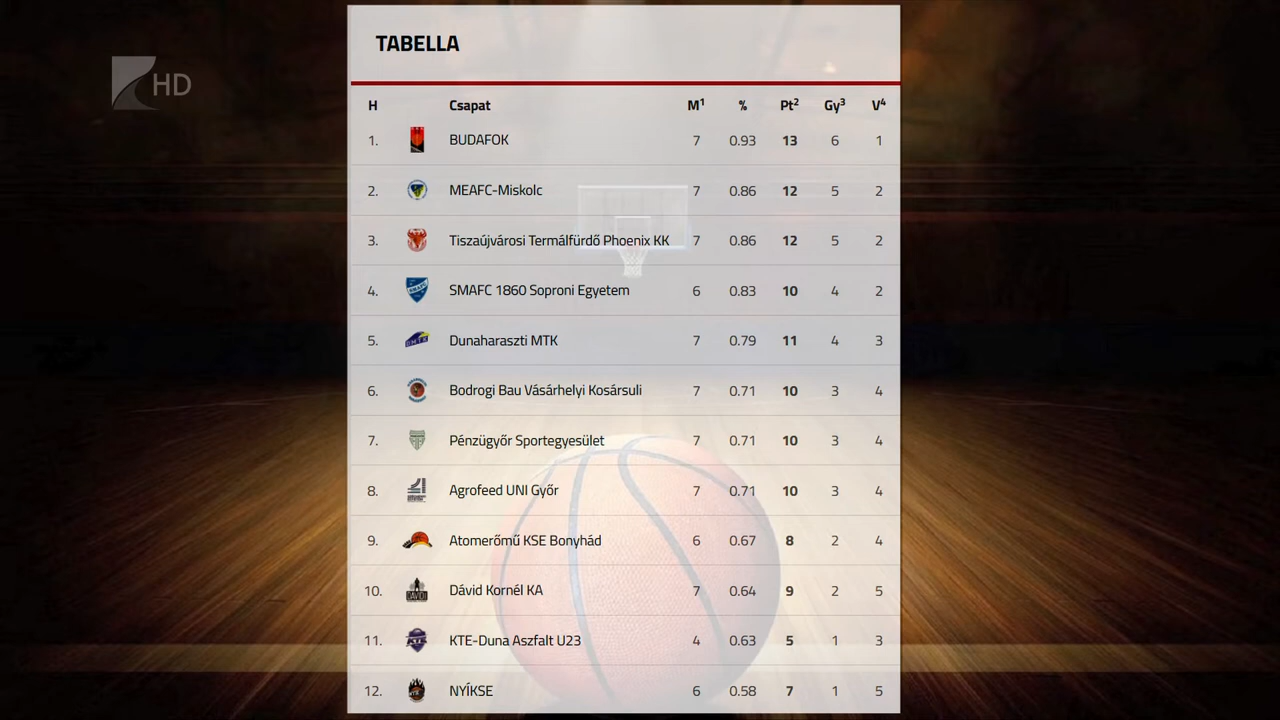 TABELLA
HD
H Csapat M¹ % Pt² Gy³ V⁴
1. BUDAFOK 7 0.93 13 6 1
2. MEAFC-Miskolc 7 0.86 12 5 2
3. Tiszaújvárosi Termálfürdő Phoenix KK 7 0.86 12 5 2
4. SMAFC 1860 Soproni Egyetem 6 0.83 10 4 2
5. Dunaharaszti MTK 7 0.79 11 4 3
6. Bodrogi Bau Vásárhelyi Kosársuli 7 0.71 10 3 4
7. Pénzügyőr Sportegyesület 7 0.71 10 3 4
8. Agrofeed UNI Győr 7 0.71 10 3 4
9. Atomerőmű KSE Bonyhád 6 0.67 8 2 4
10. Dávid Kornél KA 7 0.64 9 2 5
11. KTE-Duna Aszfalt U23 4 0.63 5 1 3
12. NYÍKSE 6 0.58 7 1 5